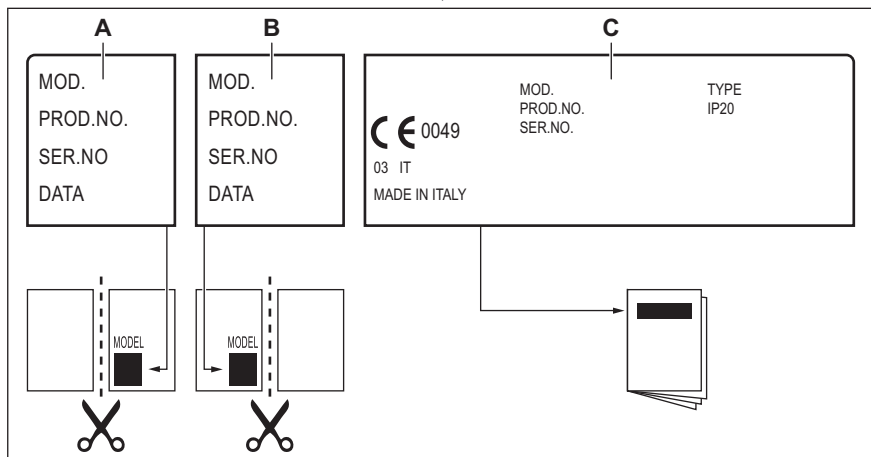 A
B
C
MOD.
PROD.NO.
SER.NO
DATA
MOD.
PROD.NO.
SER.NO
DATA
MOD.
PROD.NO.
SER.NO.
TYPE
IP20
CE 0049
03 IT
MADE IN ITALY
MODEL
MODEL